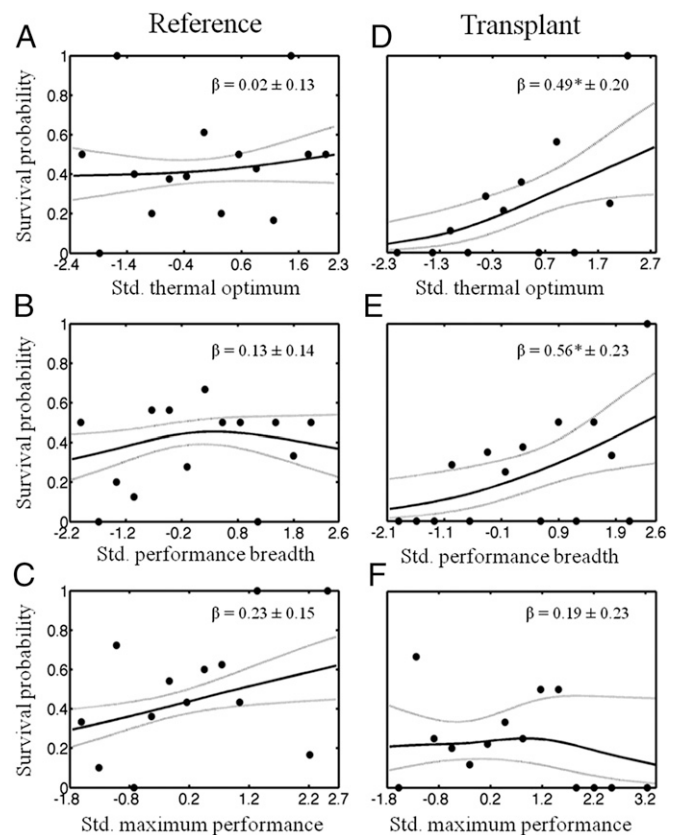 Reference Transplant
A D
1 1
0.8
β = 0.02 ± 0.13 β = 0.49* ± 0.20
0.6
0.4
0.2
0 0
Survival probability
-2.4 -1.4 -0.4 0.6 1.6 2.3 -2.3 -1.3 -0.3 0.7 1.7 2.7
Std. thermal optimum Std. thermal optimum
B E
1
0.8
β = 0.13 ± 0.14 β = 0.56* ± 0.23
0.6
0.4
0.2
0
Survival probability
-2.2 -1.2 -0.2 0.8 1.8 2.6 -2.1 -1.1 -0.1 0.9 1.9 2.6
Std. performance breadth Std. performance breadth
C F
1
0.8
β = 0.23 ± 0.15 β = 0.19 ± 0.23
0.6
0.4
0.2
0
Survival probability
-1.8 -0.8 0.2 1.2 2.2 2.7 -1.8 -0.8 0.2 1.2 2.2 3.2
Std. maximum performance Std. maximum performance